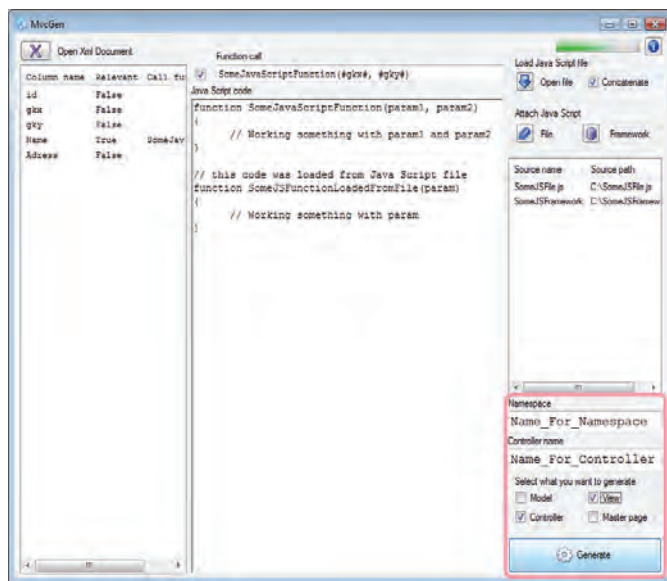 MvcGen
Open Xml Document
Column name Relevant Call fu
id False
gkx False
gky False
Name True SomeJav
Adress False
Function call
SomeJavaScriptFunction(#gkx#, #gky#)
Java Script code
function SomeJavaScriptFunction(param1, param2)
{
// Working something with param1 and param2
}
// this code was loaded from Java Script file
function SomeJSFunctionLoadedFromFile(param)
{
// Working something with param
}
Load Java Script file
Open file Concatenate
Attach Java Script
File Framework
Source name Source path
SomeJSFile.js C:\SomeJSFile.js
SomeJSFramework C:\SomeJSFramew
Namespace
Name_For_Namespace
Controller name
Name_For_Controller
Select what you want to generate
Model View
Controller Master page
Generate